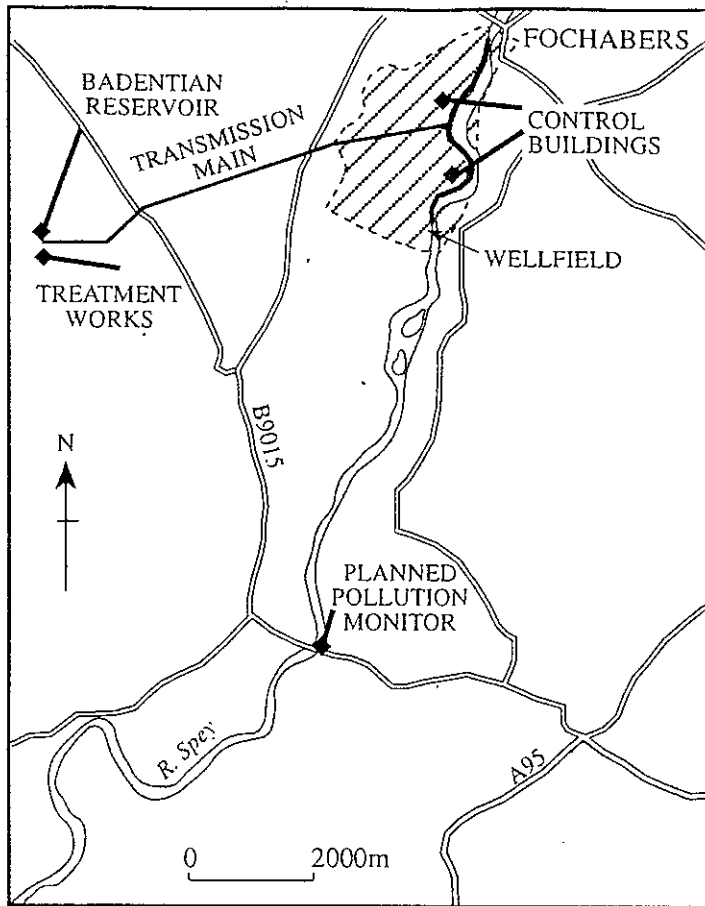 FOCHABERS
BADENTIAN
RESERVOIR
TRANSMISSION
MAIN
CONTROL
BUILDINGS
WELLFIELD
TREATMENT
WORKS
B9015
N
PLANNED
POLLUTION
MONITOR
R. Spey
A95
0 2000m